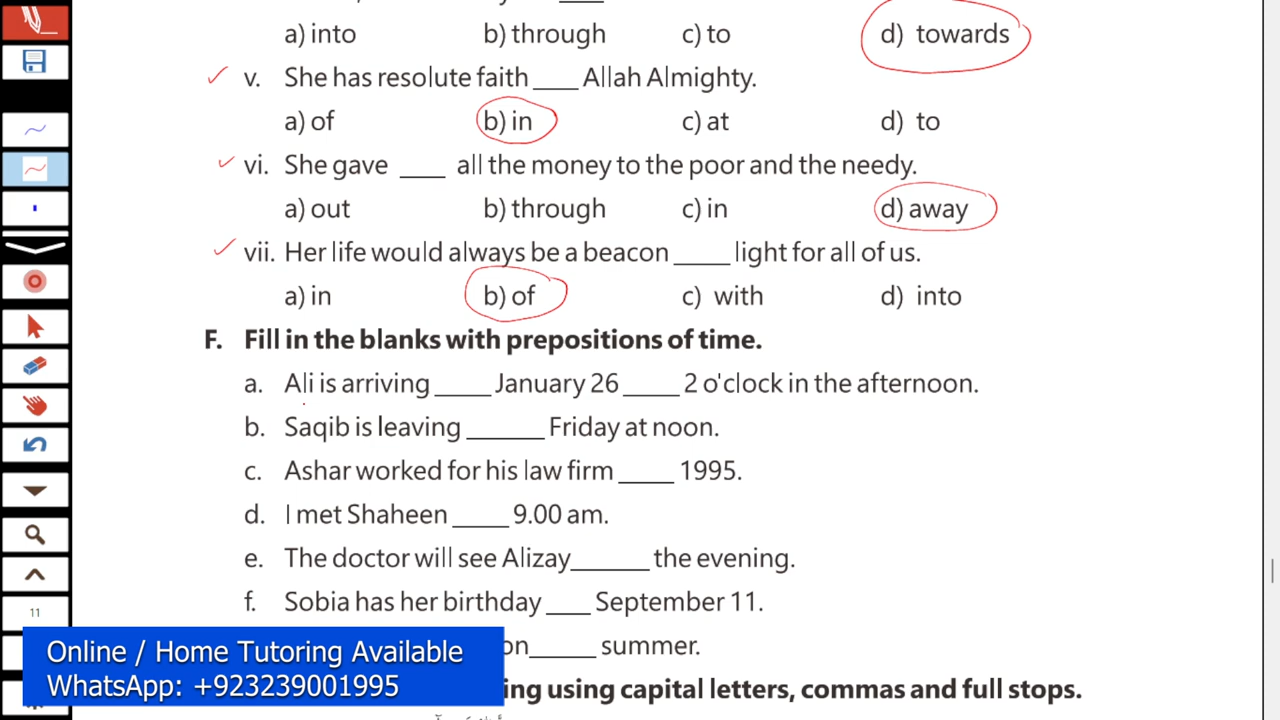 a) into b) through c) to d) towards
v. She has resolute faith ____ Allah Almighty.
a) of b) in c) at d) to
vi. She gave ____ all the money to the poor and the needy.
a) out b) through c) in d) away
vii. Her life would always be a beacon _____ light for all of us.
a) in b) of c) with d) into
F. Fill in the blanks with prepositions of time.
a. Ali is arriving _____ January 26 _____ 2 o'clock in the afternoon.
b. Saqib is leaving _______ Friday at noon.
c. Ashar worked for his law firm _____ 1995.
d. I met Shaheen _____ 9.00 am.
e. The doctor will see Alizay_______ the evening.
f. Sobia has her birthday ____ September 11.
11
on______ summer.
Online / Home Tutoring Available
WhatsApp: +923239001995
using capital letters, commas and full stops.